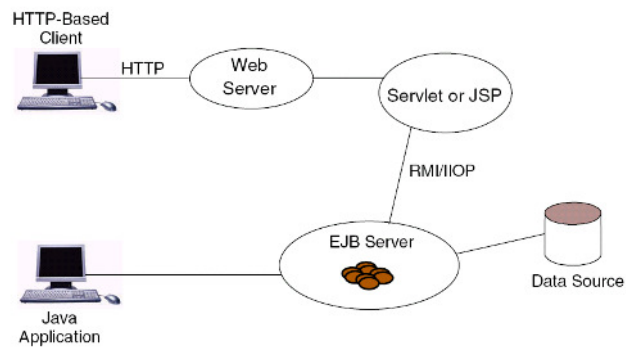 HTTP-Based
Client
HTTP
Web
Server
Servlet or JSP
RMI/IIOP
EJB Server
Data Source
Java
Application